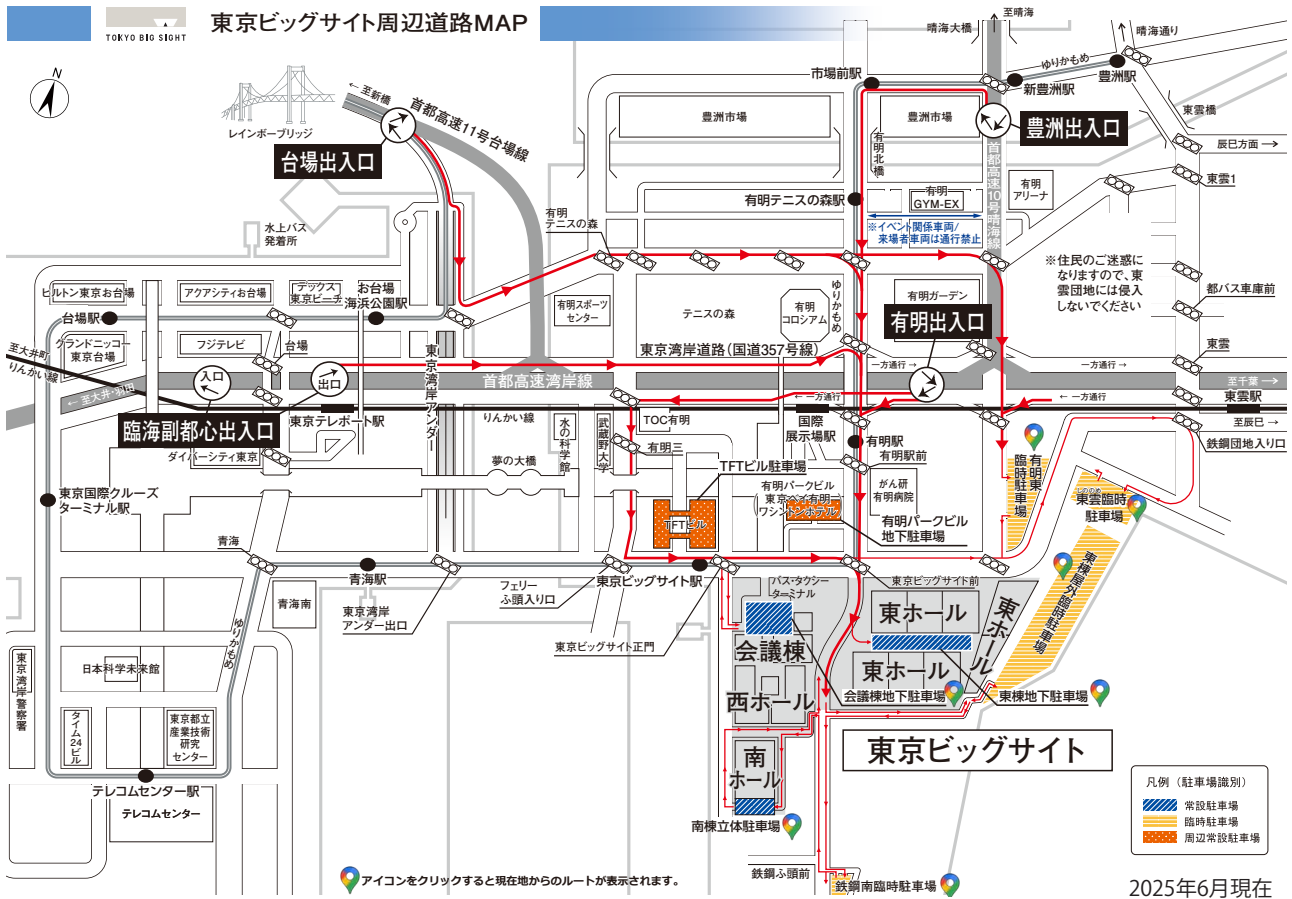 TOKYO BIG SIGHT
東京ビッグサイト周辺道路MAP
N
レインボーブリッジ
← 至新橋
首都高速11号台場線
台場出入口
水上バス
発着所
有明
テニスの森
市場前駅
晴海大橋
至晴海
晴海通り
ゆりかもめ
新豊洲駅
豊洲駅
東雲橋
豊洲市場
豊洲市場
有明北橋
豊洲出入口
首都高速10号晴海線
辰巳方面 →
東雲1
有明テニスの森駅
有明
GYM-EX
有明
アリーナ
※イベント関係車両/
来場者車両は通行禁止
※住民のご迷惑に
なりますので、東
雲団地には侵入
しないでください
都バス車庫前
ヒルトン東京お台場
アクアシティお台場
デックス
東京ビーチ
お台場
海浜公園駅
台場駅
グランドニッコー
東京台場
フジテレビ
台場
有明スポーツ
センター
テニスの森
有明
コロシアム
ゆりかもめ
有明ガーデン
有明出入口
東京湾岸道路(国道357号線)
一方通行→
一方通行→
東雲
至大井町
りんかい線
← 至大井・羽田
入口
出口
首都高速湾岸線
至千葉 →
臨海副都心出入口
東京テレポート駅
東京湾岸アンダー
りんかい線
水の科学館
武蔵野大学
TOC有明
← 一方通行
← 一方通行
国際
展示場駅
有明駅
東雲駅
至辰巳 →
鉄鋼団地入り口
ダイバーシティ東京
夢の大橋
有明三
TFTビル駐車場
TFTビル
有明駅前
有明パークビル
東京ベイ有明
ワシントンホテル
がん研
有明病院
有明パークビル
地下駐車場
有明東
臨時駐車場
しののめ
東雲臨時
駐車場
東京国際クルーズ
ターミナル駅
青海
青海駅
東京湾岸
アンダー出口
フェリー
ふ頭入り口
東京ビッグサイト駅
東京ビッグサイト前
バス・タクシー
ターミナル
東棟屋外臨時駐車場
青海南
東京ビッグサイト正門
会議棟
東ホール
東ホール
東ホール
西ホール
会議棟地下駐車場
東棟地下駐車場
ゆりかもめ
東京湾岸警察署
日本科学未来館
タイム24ビル
東京都立
産業技術
研究
センター
南
ホール
東京ビッグサイト
テレコムセンター駅
テレコムセンター
南棟立体駐車場
凡例(駐車場識別)
常設駐車場
臨時駐車場
周辺常設駐車場
アイコンをクリックすると現在地からのルートが表示されます。
鉄鋼ふ頭前
鉄鋼南臨時駐車場
2025年6月現在